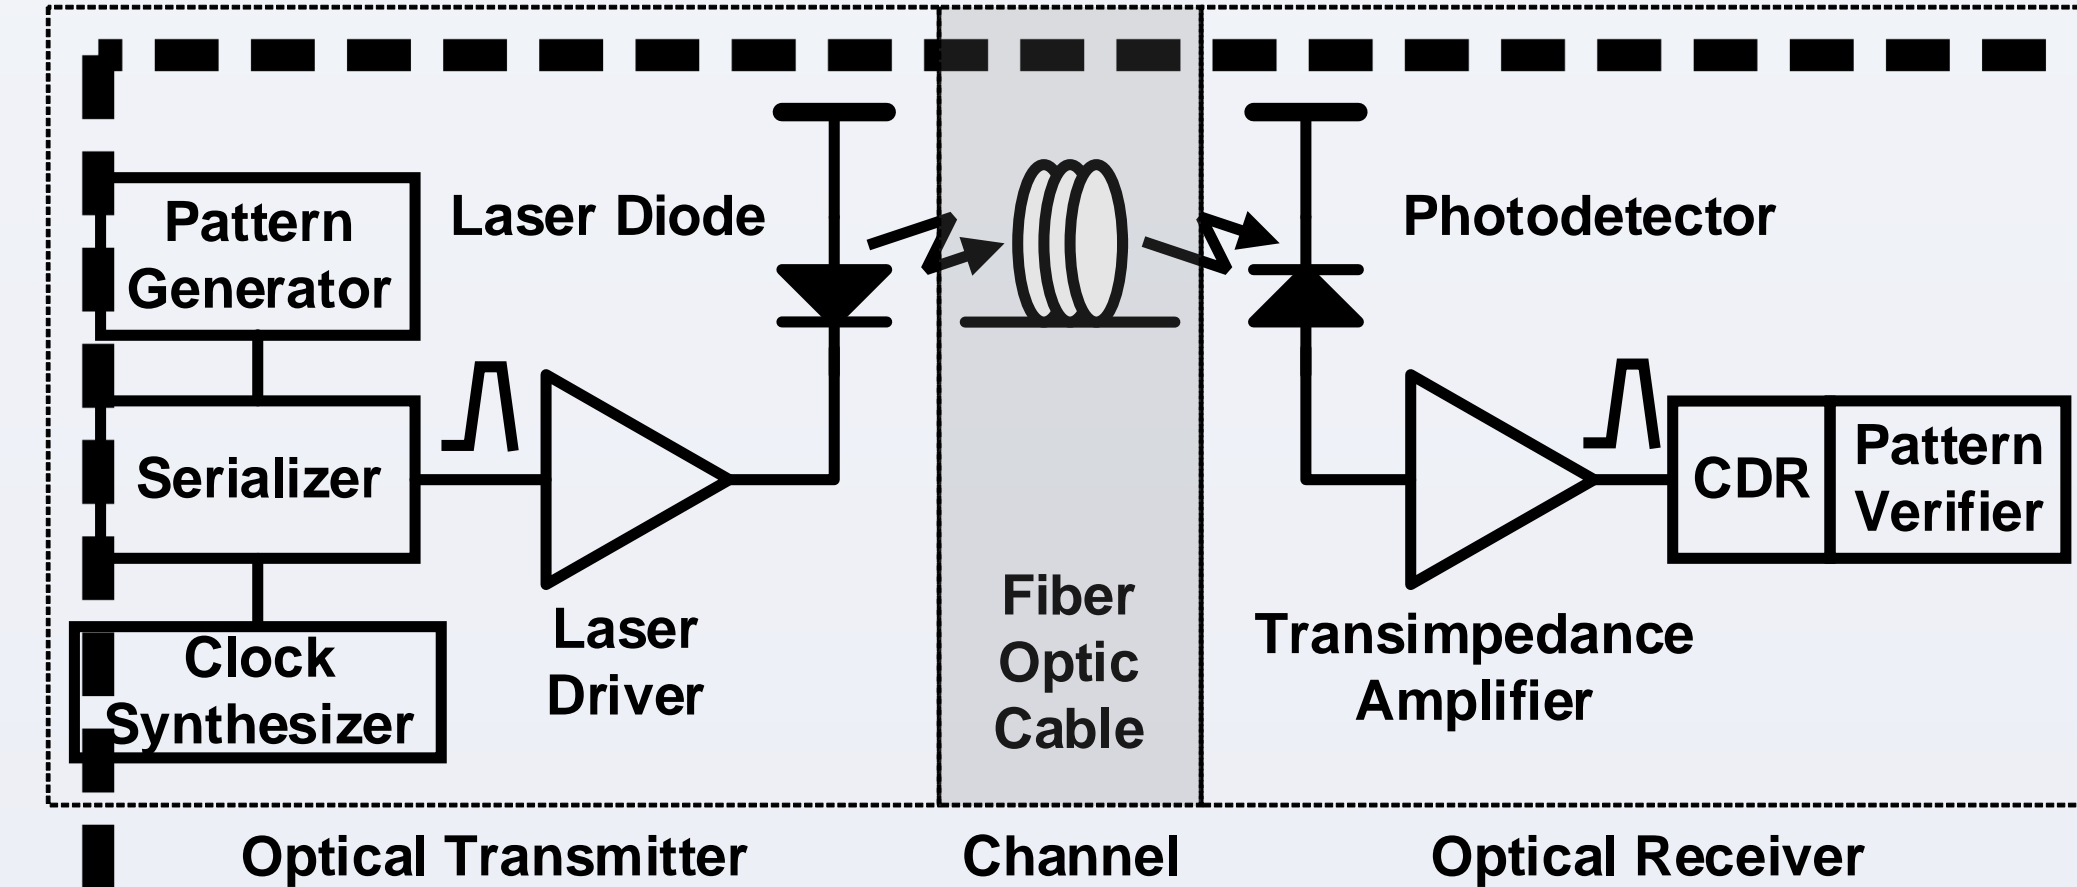 Pattern
Generator
Laser Diode
Photodetector
Serializer
CDR
Pattern
Verifier
Clock
Synthesizer
Laser
Driver
Fiber
Optic
Cable
Transimpedance
Amplifier
Optical Transmitter
Channel
Optical Receiver